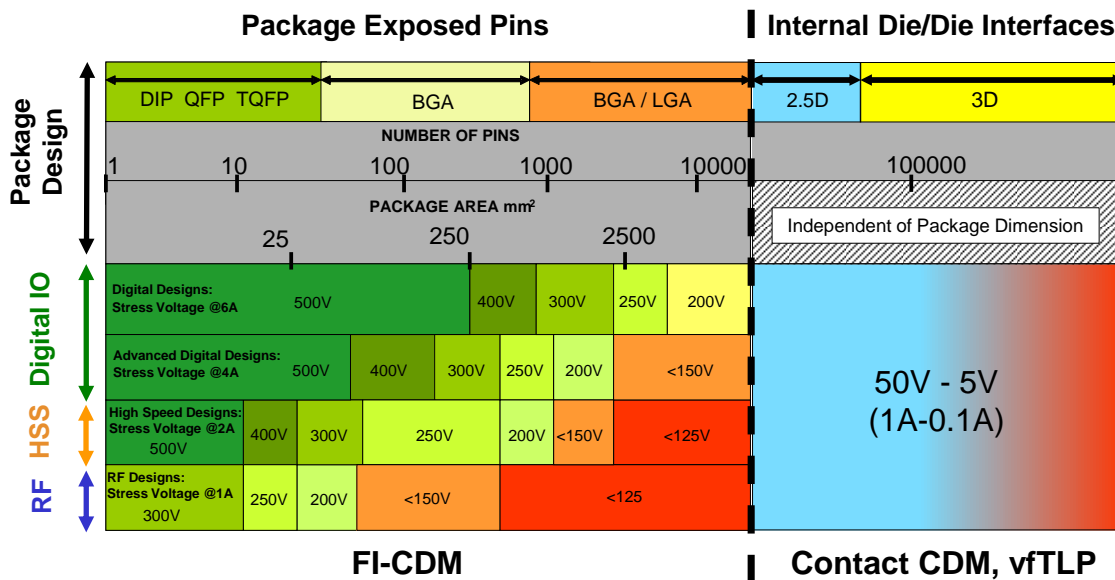 Package Exposed Pins
Internal Die/Die Interfaces
Package
Design
DIP QFP TQFP
BGA
BGA / LGA
2.5D
3D
NUMBER OF PINS
1
10
100
1000
10000
100000
PACKAGE AREA mm²
25
250
2500
Independent of Package Dimension
Digital IO
Digital Designs:
Stress Voltage @6A
500V
400V
300V
250V
200V
Advanced Digital Designs:
Stress Voltage @4A
500V
400V
300V
250V
200V
<150V
HSS
High Speed Designs:
Stress Voltage @2A
500V
400V
300V
250V
200V
<150V
<125V
RF
RF Designs:
Stress Voltage @1A
300V
250V
200V
<150V
<125
50V - 5V
(1A-0.1A)
FI-CDM
Contact CDM, vfTLP